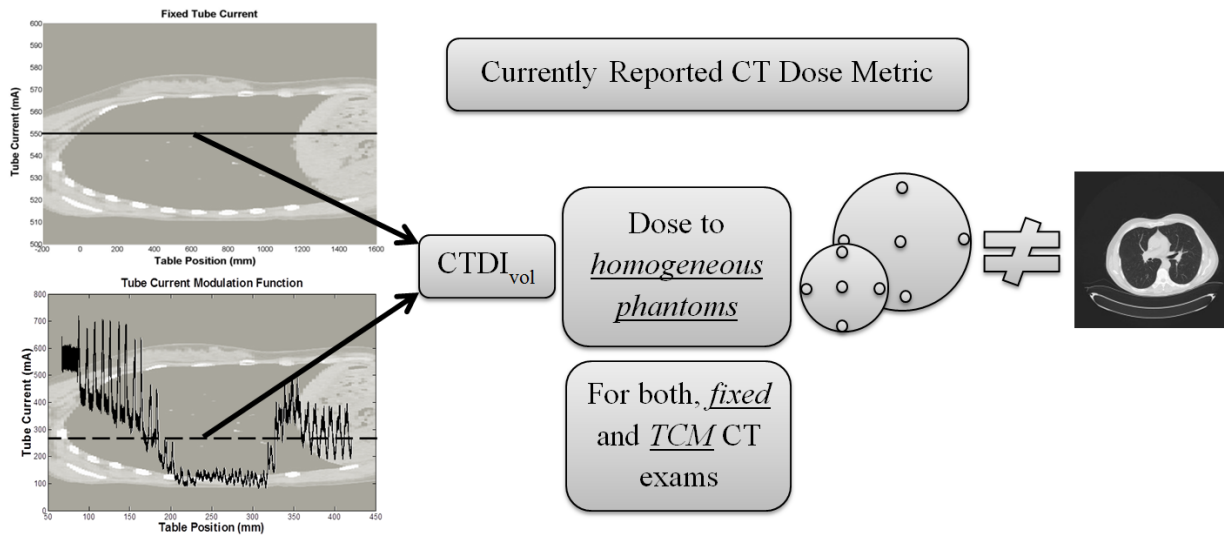 Fixed Tube Current
Tube Current (mA)
600
590
580
570
560
550
540
530
520
510
500
-200
0
200
400
600
800
1000
1200
1400
1600
Table Position (mm)
Tube Current Modulation Function
Tube Current (mA)
800
700
600
500
400
300
200
100
0
50
100
150
200
250
300
350
400
450
Table Position (mm)
Currently Reported CT Dose Metric
CTDIvol
Dose to
homogeneous
phantoms
≠
For both, fixed
and TCM CT
exams